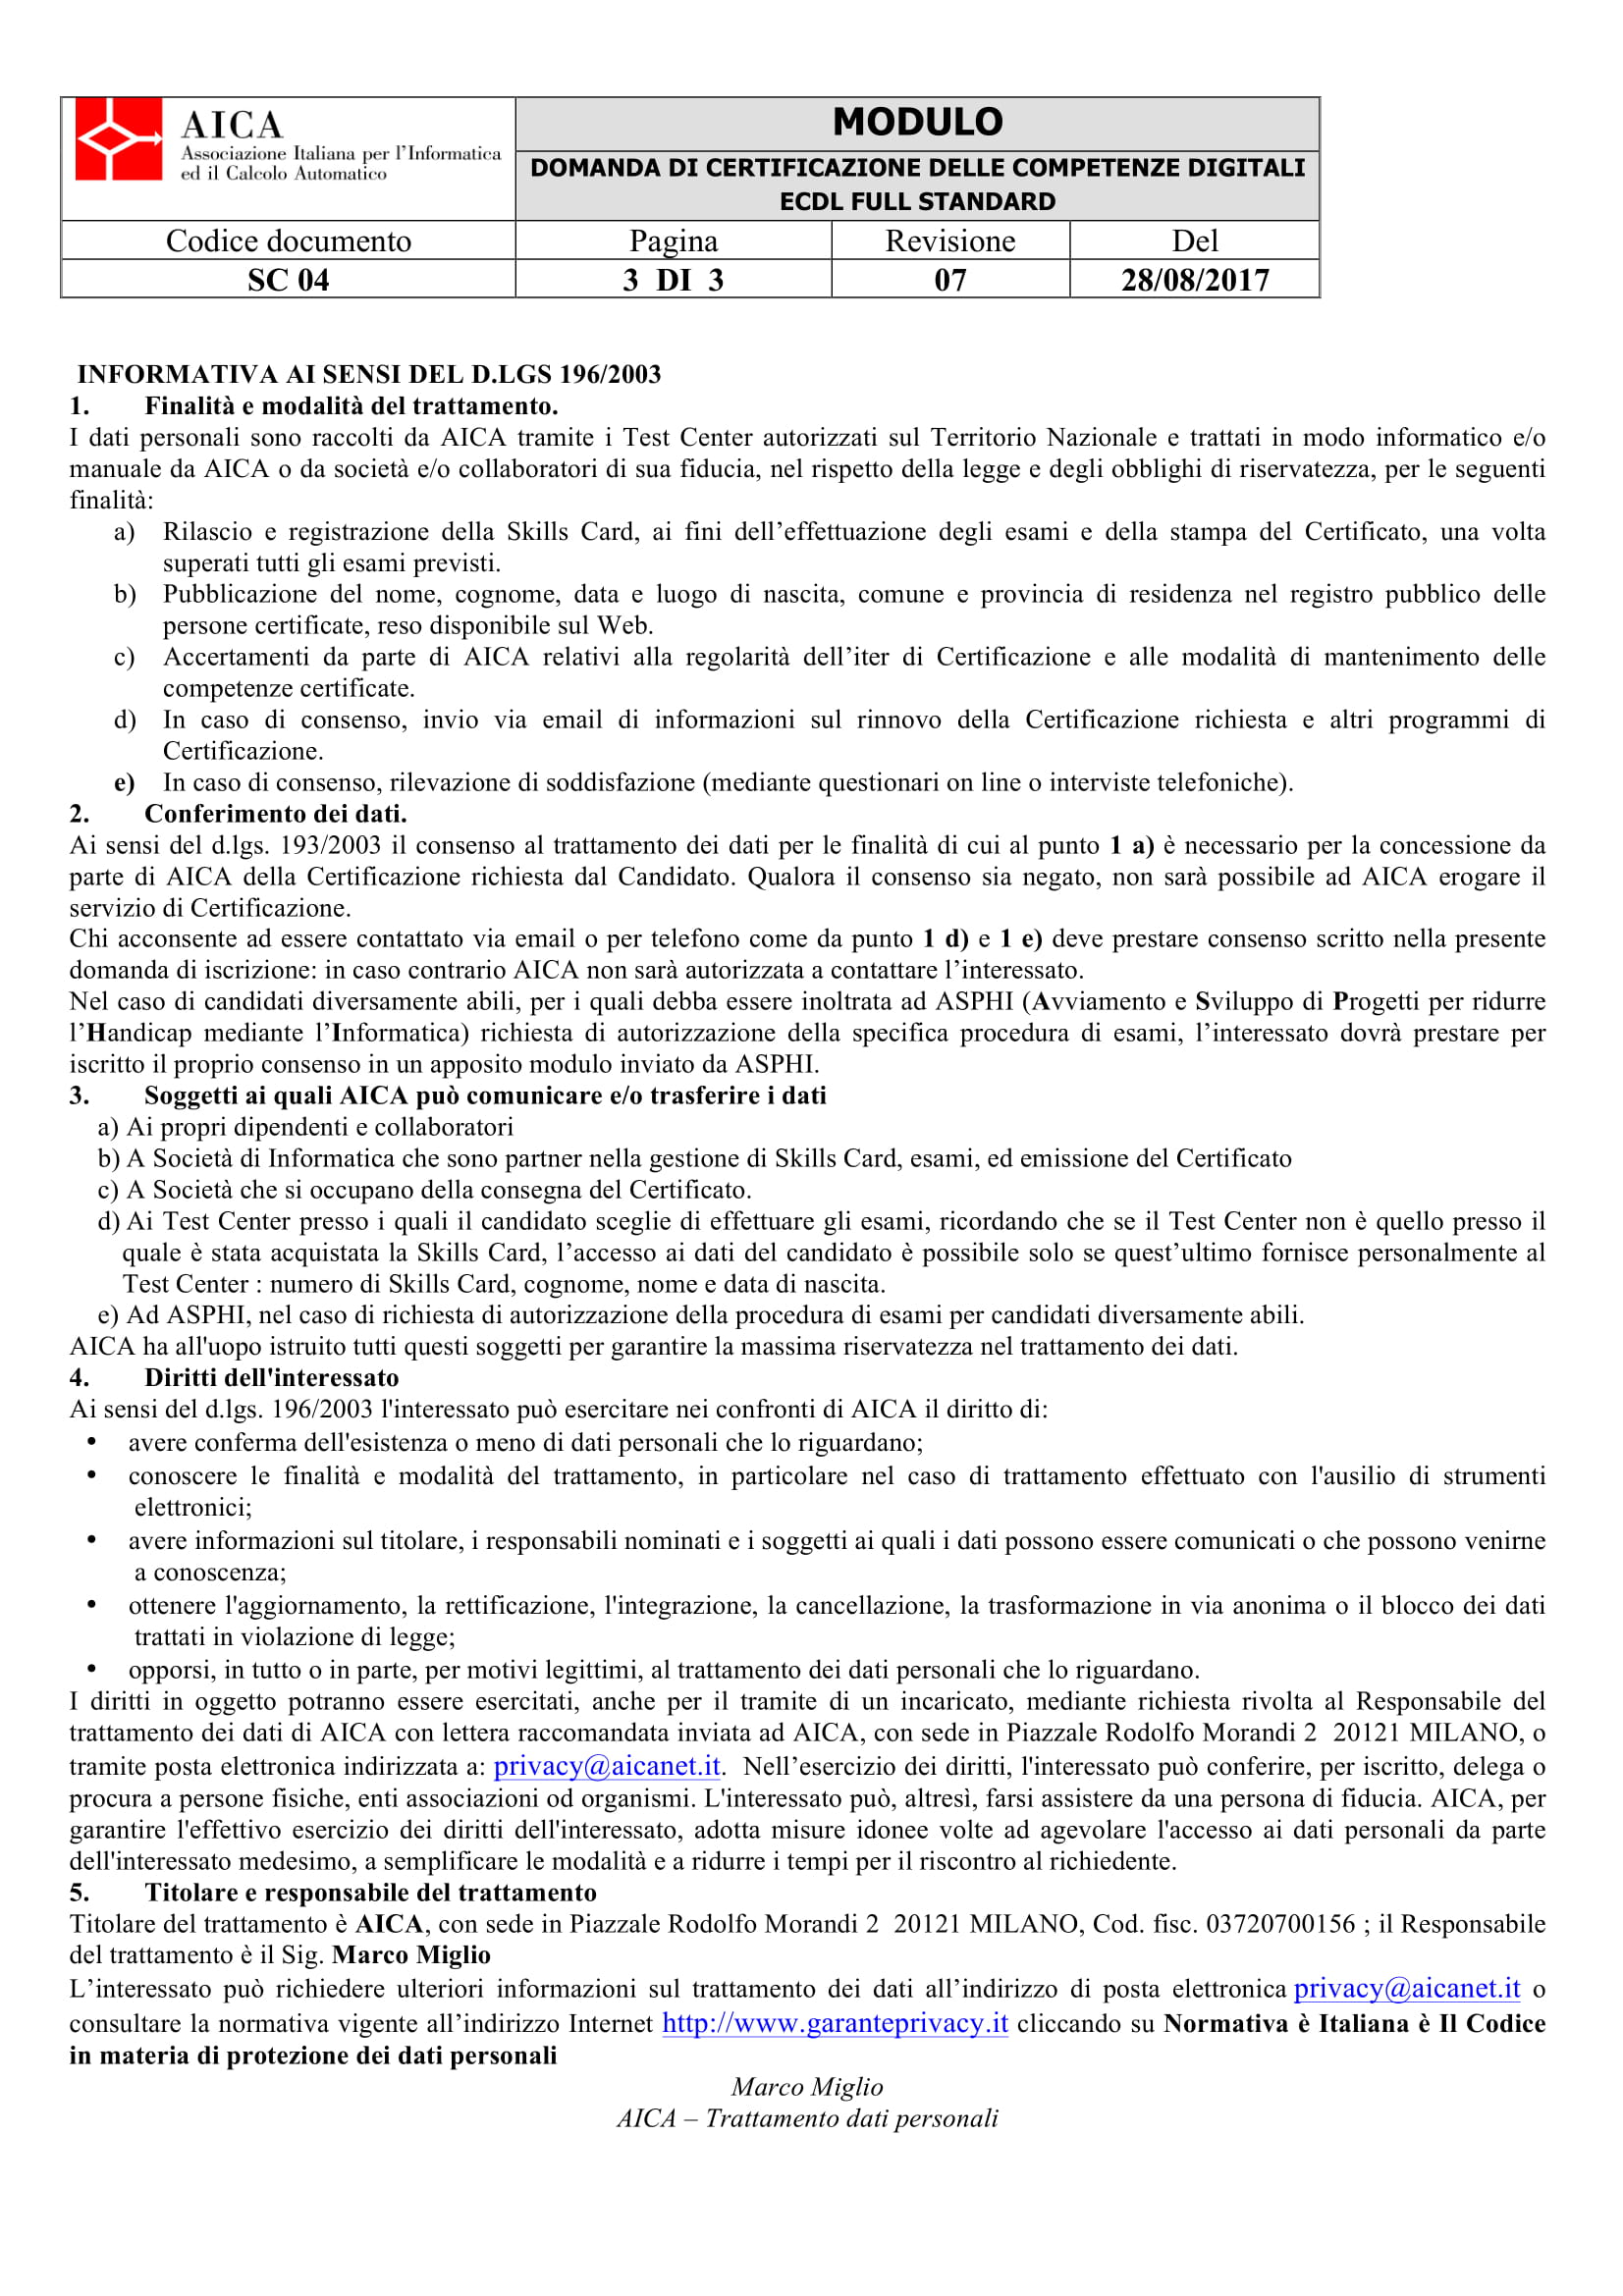 AICA
Associazione Italiana per l’Informatica
ed il Calcolo Automatico
MODULO
DOMANDA DI CERTIFICAZIONE DELLE COMPETENZE DIGITALI
ECDL FULL STANDARD
Codice documento Pagina Revisione Del
SC 04 3 DI 3 07 28/08/2017
INFORMATIVA AI SENSI DEL D.LGS 196/2003
1. Finalità e modalità del trattamento.
I dati personali sono raccolti da AICA tramite i Test Center autorizzati sul Territorio Nazionale e trattati in modo informatico e/o
manuale da AICA o da società e/o collaboratori di sua fiducia, nel rispetto della legge e degli obblighi di riservatezza, per le seguenti
finalità:
a) Rilascio e registrazione della Skills Card, ai fini dell’effettuazione degli esami e della stampa del Certificato, una volta
superati tutti gli esami previsti.
b) Pubblicazione del nome, cognome, data e luogo di nascita, comune e provincia di residenza nel registro pubblico delle
persone certificate, reso disponibile sul Web.
c) Accertamenti da parte di AICA relativi alla regolarità dell’iter di Certificazione e alle modalità di mantenimento delle
competenze certificate.
d) In caso di consenso, invio via email di informazioni sul rinnovo della Certificazione richiesta e altri programmi di
Certificazione.
e) In caso di consenso, rilevazione di soddisfazione (mediante questionari on line o interviste telefoniche).
2. Conferimento dei dati.
Ai sensi del d.lgs. 193/2003 il consenso al trattamento dei dati per le finalità di cui al punto 1 a) è necessario per la concessione da
parte di AICA della Certificazione richiesta dal Candidato. Qualora il consenso sia negato, non sarà possibile ad AICA erogare il
servizio di Certificazione.
Chi acconsente ad essere contattato via email o per telefono come da punto 1 d) e 1 e) deve prestare consenso scritto nella presente
domanda di iscrizione: in caso contrario AICA non sarà autorizzata a contattare l’interessato.
Nel caso di candidati diversamente abili, per i quali debba essere inoltrata ad ASPHI (Avviamento e Sviluppo di Progetti per ridurre
l’Handicap mediante l’Informatica) richiesta di autorizzazione della specifica procedura di esami, l’interessato dovrà prestare per
iscritto il proprio consenso in un apposito modulo inviato da ASPHI.
3. Soggetti ai quali AICA può comunicare e/o trasferire i dati
a) Ai propri dipendenti e collaboratori
b) A Società di Informatica che sono partner nella gestione di Skills Card, esami, ed emissione del Certificato
c) A Società che si occupano della consegna del Certificato.
d) Ai Test Center presso i quali il candidato sceglie di effettuare gli esami, ricordando che se il Test Center non è quello presso il
quale è stata acquistata la Skills Card, l’accesso ai dati del candidato è possibile solo se quest’ultimo fornisce personalmente al
Test Center : numero di Skills Card, cognome, nome e data di nascita.
e) Ad ASPHI, nel caso di richiesta di autorizzazione della procedura di esami per candidati diversamente abili.
AICA ha all'uopo istruito tutti questi soggetti per garantire la massima riservatezza nel trattamento dei dati.
4. Diritti dell'interessato
Ai sensi del d.lgs. 196/2003 l'interessato può esercitare nei confronti di AICA il diritto di:
• avere conferma dell'esistenza o meno di dati personali che lo riguardano;
• conoscere le finalità e modalità del trattamento, in particolare nel caso di trattamento effettuato con l'ausilio di strumenti
elettronici;
• avere informazioni sul titolare, i responsabili nominati e i soggetti ai quali i dati possono essere comunicati o che possono venirne
a conoscenza;
• ottenere l'aggiornamento, la rettificazione, l'integrazione, la cancellazione, la trasformazione in via anonima o il blocco dei dati
trattati in violazione di legge;
• opporsi, in tutto o in parte, per motivi legittimi, al trattamento dei dati personali che lo riguardano.
I diritti in oggetto potranno essere esercitati, anche per il tramite di un incaricato, mediante richiesta rivolta al Responsabile del
trattamento dei dati di AICA con lettera raccomandata inviata ad AICA, con sede in Piazzale Rodolfo Morandi 2 20121 MILANO, o
tramite posta elettronica indirizzata a: privacy@aicanet.it. Nell’esercizio dei diritti, l'interessato può conferire, per iscritto, delega o
procura a persone fisiche, enti associazioni od organismi. L'interessato può, altresì, farsi assistere da una persona di fiducia. AICA, per
garantire l'effettivo esercizio dei diritti dell'interessato, adotta misure idonee volte ad agevolare l'accesso ai dati personali da parte
dell'interessato medesimo, a semplificare le modalità e a ridurre i tempi per il riscontro al richiedente.
5. Titolare e responsabile del trattamento
Titolare del trattamento è AICA, con sede in Piazzale Rodolfo Morandi 2 20121 MILANO, Cod. fisc. 03720700156 ; il Responsabile
del trattamento è il Sig. Marco Miglio
L’interessato può richiedere ulteriori informazioni sul trattamento dei dati all’indirizzo di posta elettronica privacy@aicanet.it o
consultare la normativa vigente all’indirizzo Internet http://www.garanteprivacy.it cliccando su Normativa è Italiana è Il Codice
in materia di protezione dei dati personali
Marco Miglio
AICA – Trattamento dati personali